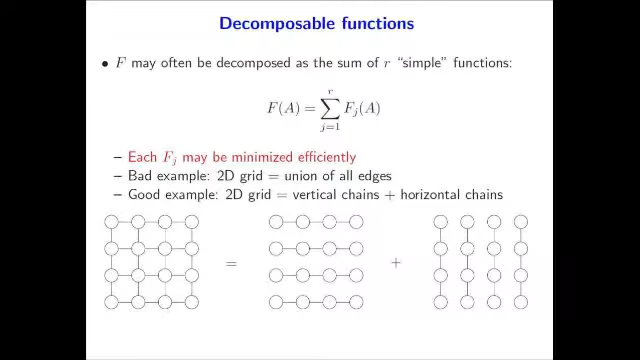 Decomposable functions
• F may often be decomposed as the sum of r “simple” functions:
F(A) = ∑_{j=1}^{r} F_j(A)
– Each F_j may be minimized efficiently
– Bad example: 2D grid = union of all edges
– Good example: 2D grid = vertical chains + horizontal chains
= +